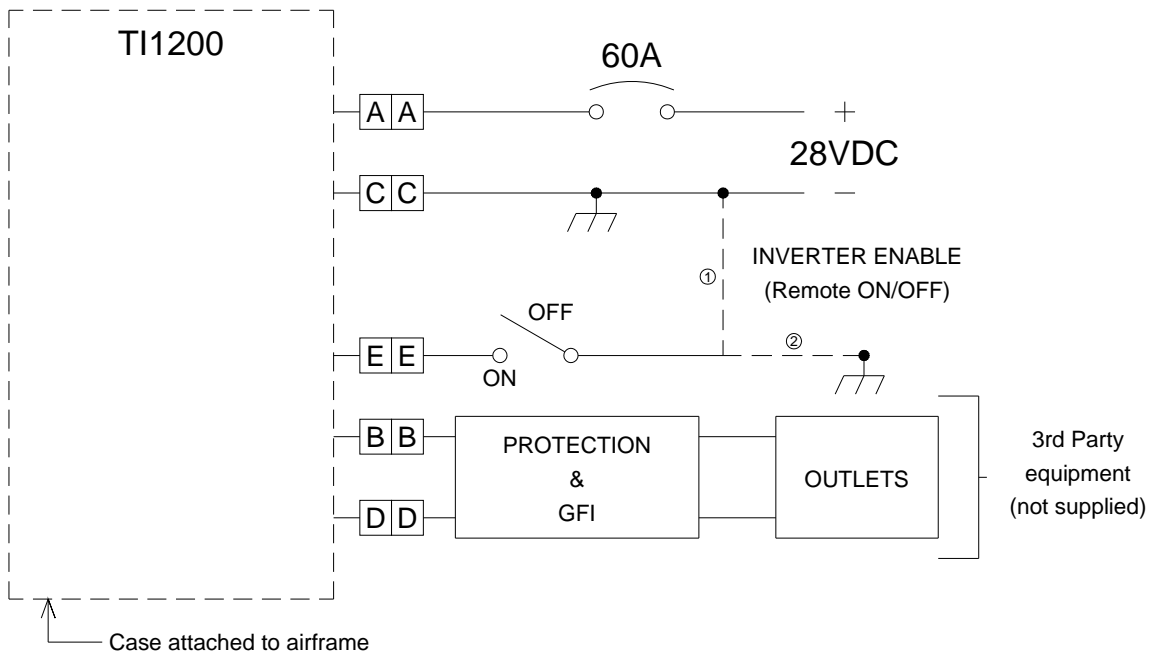 TI1200
60A
A A
+
28VDC
C C
−
INVERTER ENABLE
(Remote ON/OFF)
①
OFF
②
E E
ON
B B
PROTECTION
&
GFI
D D
OUTLETS
3rd Party
equipment
(not supplied)
Case attached to airframe